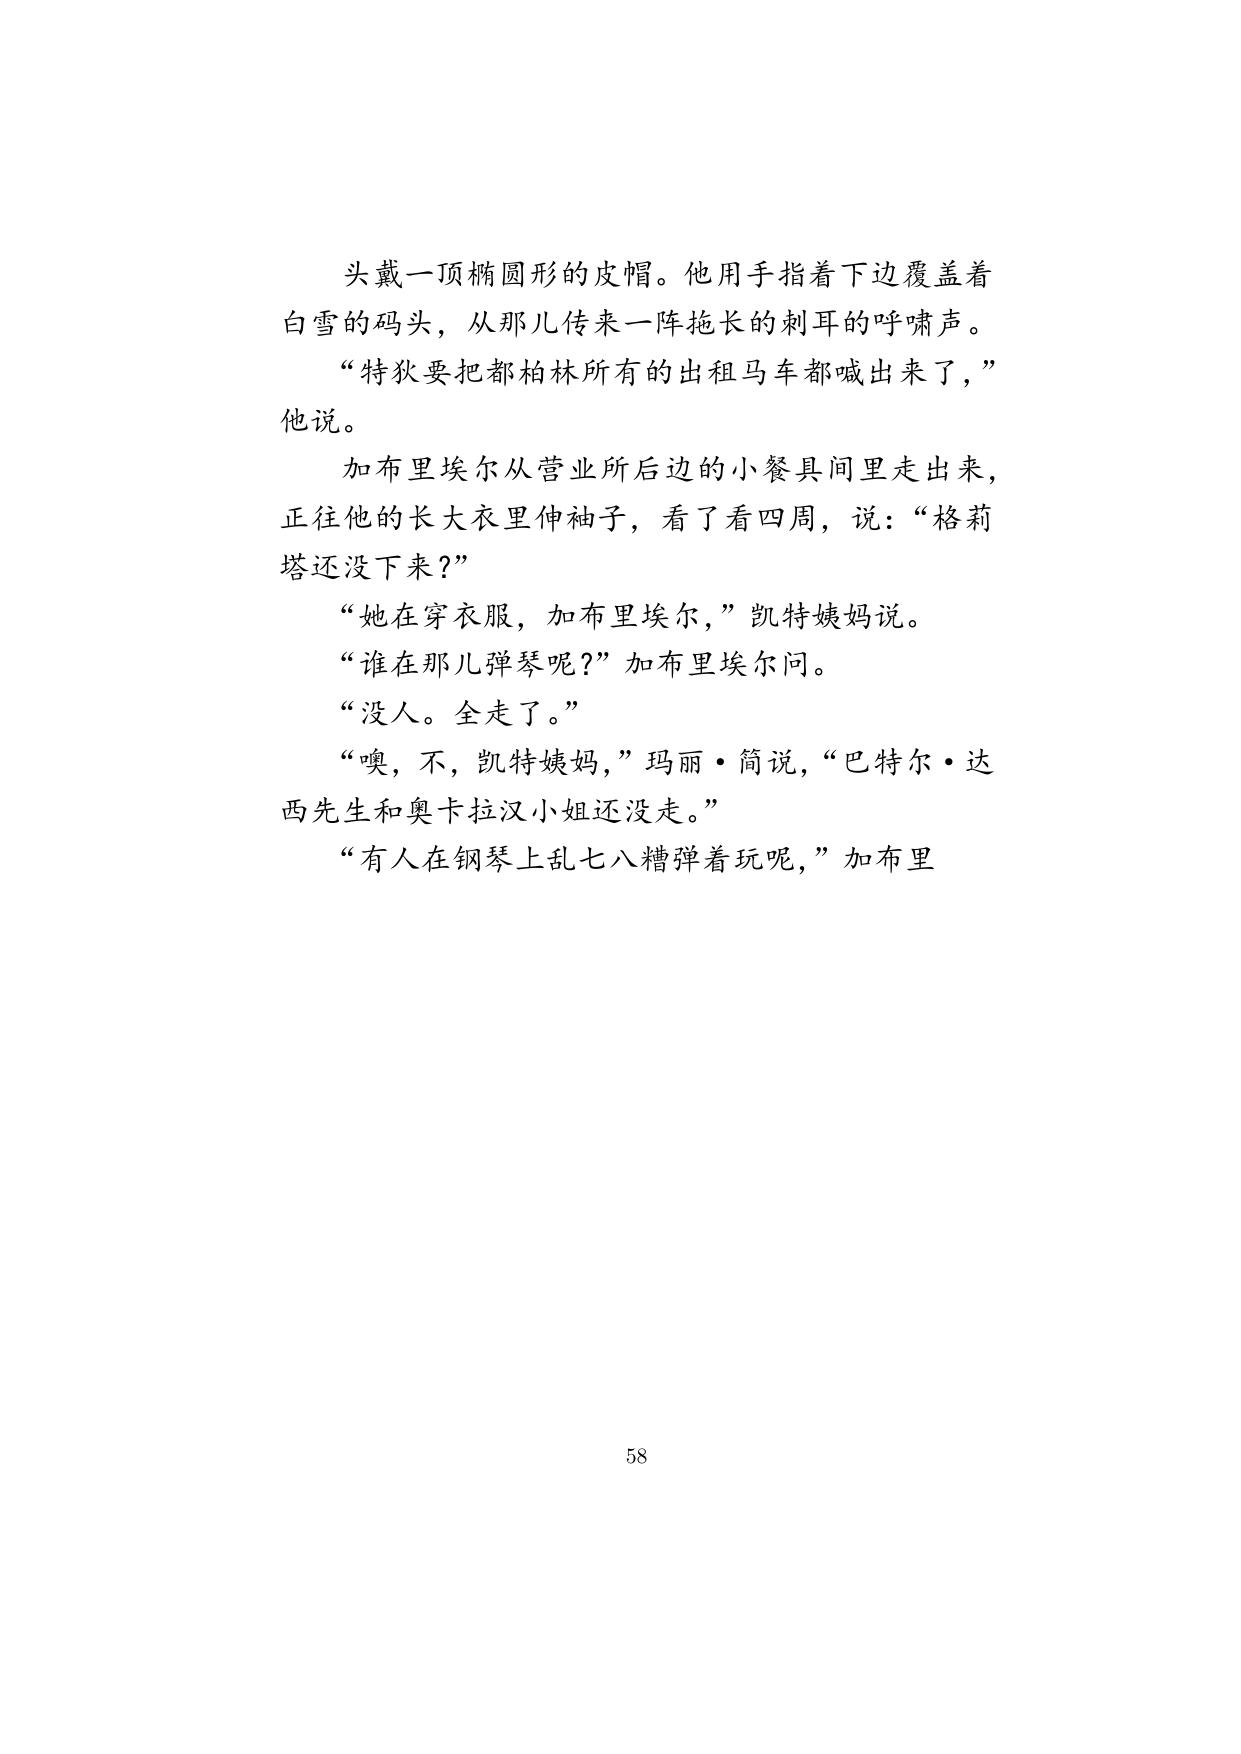 头戴一顶椭圆形的皮帽。他用手指着下边覆盖着
白雪的码头，从那儿传来一阵拖长的刺耳的呼啸声。
“特狄要把都柏林所有的出租马车都喊出来了，”
他说。
加布里埃尔从营业所后边的小餐具间里走出来，
正往他的长大衣里伸袖子，看了看四周，说：“格莉
塔还没下来？”
“她在穿衣服，加布里埃尔，”凯特姨妈说。
“谁在那儿弹琴呢？”加布里埃尔问。
“没人。全走了。”
“噢，不，凯特姨妈，”玛丽·简说，“巴特尔·达
西先生和奥卡拉汉小姐还没走。”
“有人在钢琴上乱七八糟弹着玩呢，”加布里
58